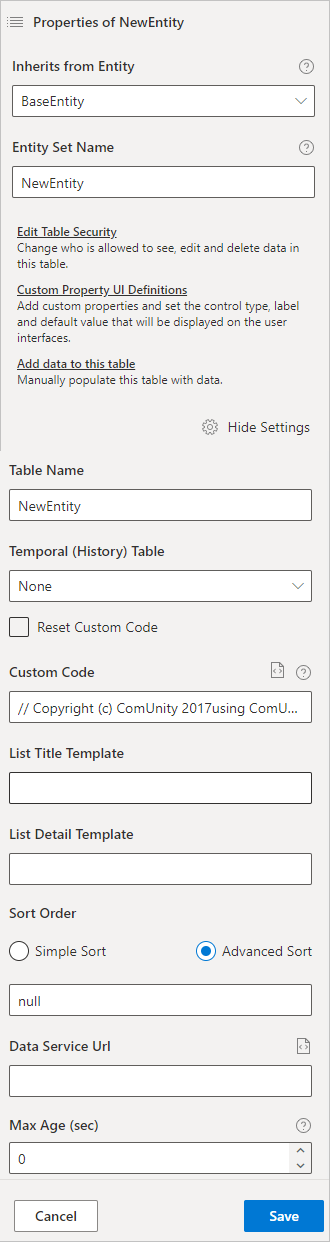 Properties of NewEntity
Inherits from Entity
?
BaseEntity
Entity Set Name
?
NewEntity
Edit Table Security
Change who is allowed to see, edit and delete data in
this table.
Custom Property UI Definitions
Add custom properties and set the control type, label
and default value that will be displayed on the user
interfaces.
Add data to this table
Manually populate this table with data.
Hide Settings
Table Name
NewEntity
Temporal (History) Table
None
Reset Custom Code
Custom Code
?
// Copyright (c) ComUnity 2017using ComU...
List Title Template
List Detail Template
Sort Order
Simple Sort
Advanced Sort
null
Data Service Url
Max Age (sec)
?
0
Cancel
Save